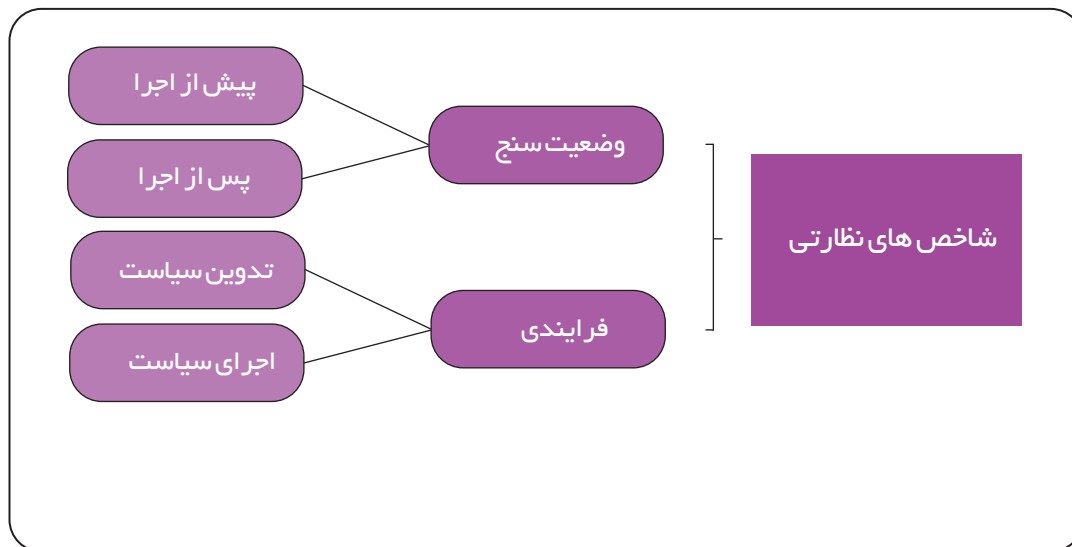 شاخص های نظارتی
وضعیت سنج
پیش از اجرا
پس از اجرا
فرایندی
تدوین سیاست
اجرای سیاست